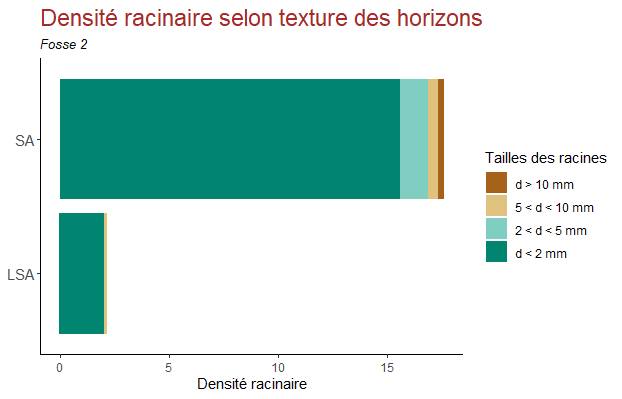 Densité racinaire selon texture des horizons
Fosse 2
SA
LSA
0 5 10 15
Densité racinaire
Tailles des racines
d > 10 mm
5 < d < 10 mm
2 < d < 5 mm
d < 2 mm